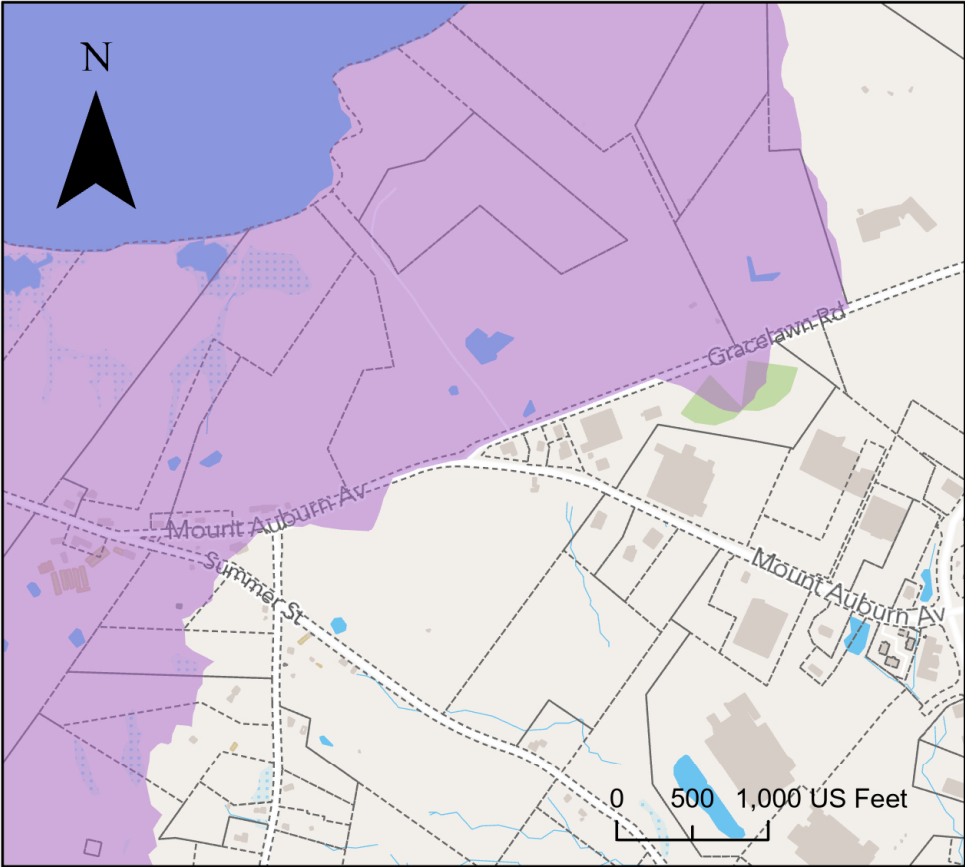 N
Gracelawn Rd
Mount Auburn Av
Summer St
Mount Auburn Av
0 500 1,000 US Feet